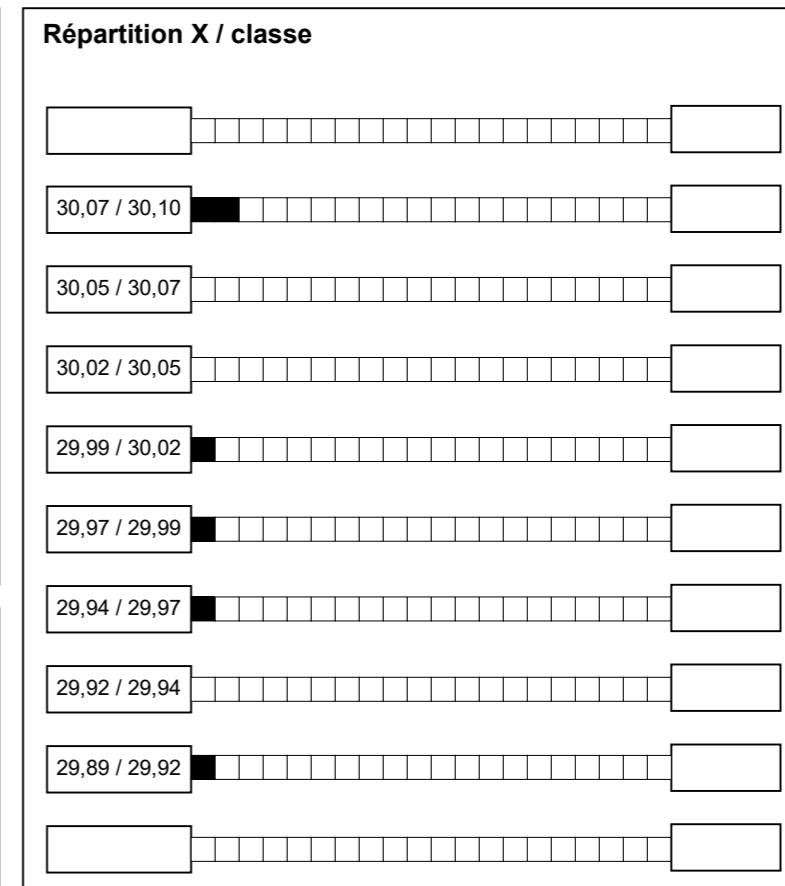 Répartition X / classe
30,07 / 30,10
30,05 / 30,07
30,02 / 30,05
29,99 / 30,02
29,97 / 29,99
29,94 / 29,97
29,92 / 29,94
29,89 / 29,92